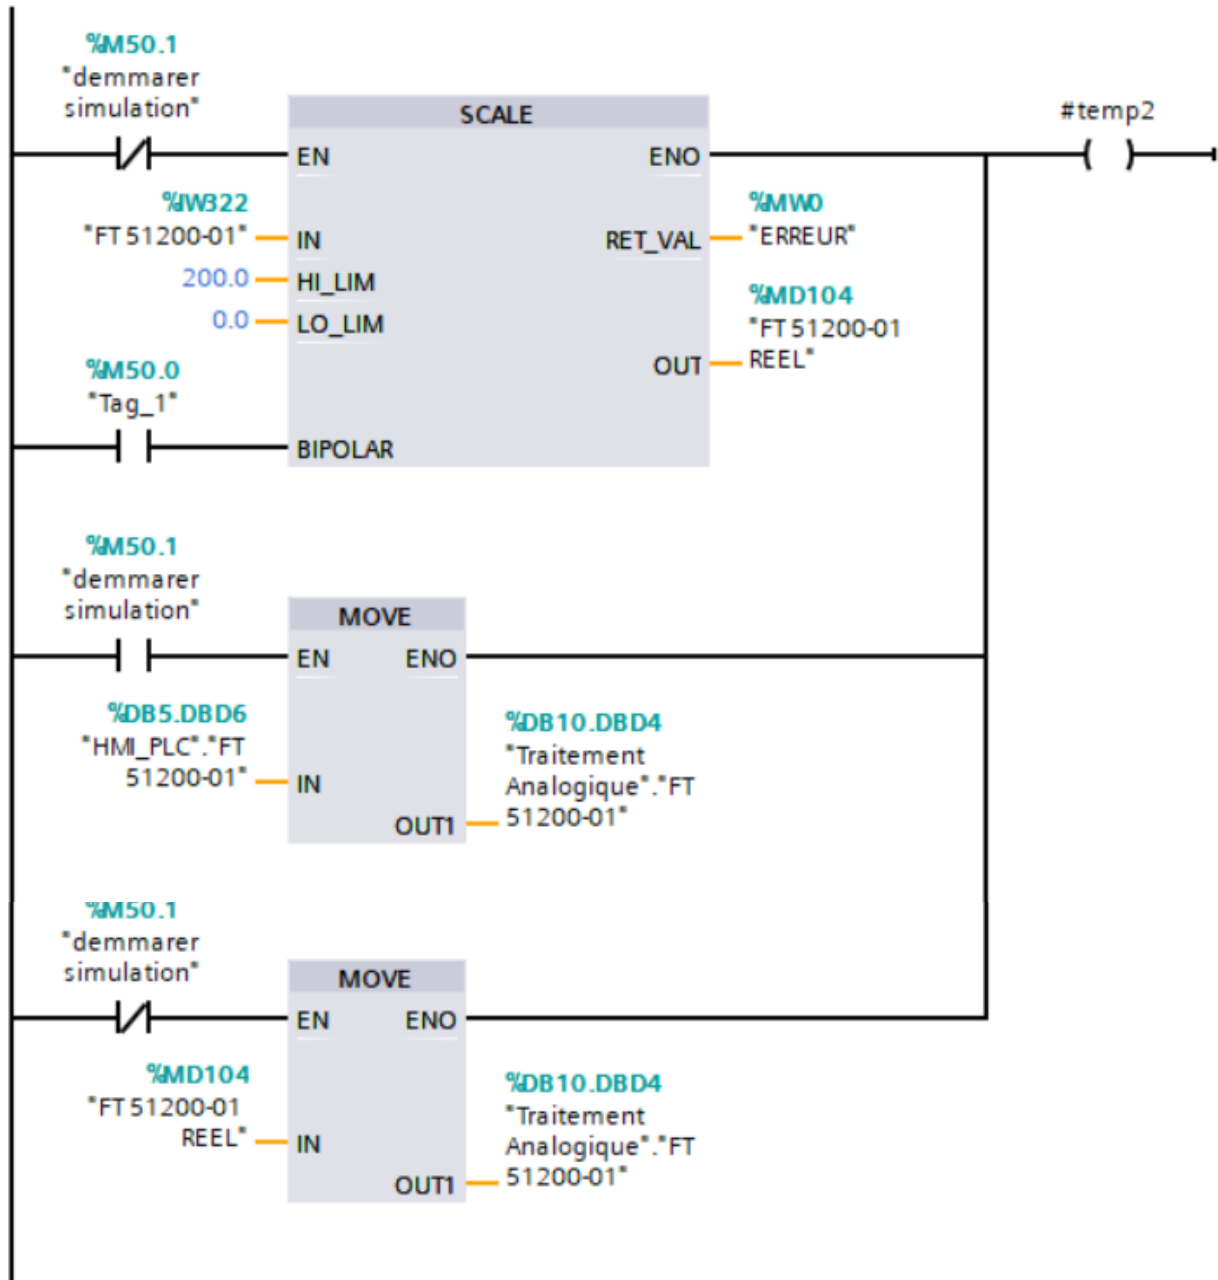 %M50.1
"demmarer
simulation"
SCALE
#temp2
EN
ENO
%IW322
"FT 51200-01"
IN
%MW0
"ERREUR"
RET_VAL
200.0
HI_LIM
0.0
LO_LIM
%MD104
"FT 51200-01
REEL"
OUT
%M50.0
"Tag_1"
BIPOLAR
%M50.1
"demmarer
simulation"
MOVE
EN
ENO
%DB5.DBD6
"HMI_PLC"."FT
51200-01"
IN
%DB10.DBD4
"Traitement
Analogique"."FT
51200-01"
OUT1
%M50.1
"demmarer
simulation"
MOVE
EN
ENO
%MD104
"FT 51200-01
REEL"
IN
%DB10.DBD4
"Traitement
Analogique"."FT
51200-01"
OUT1